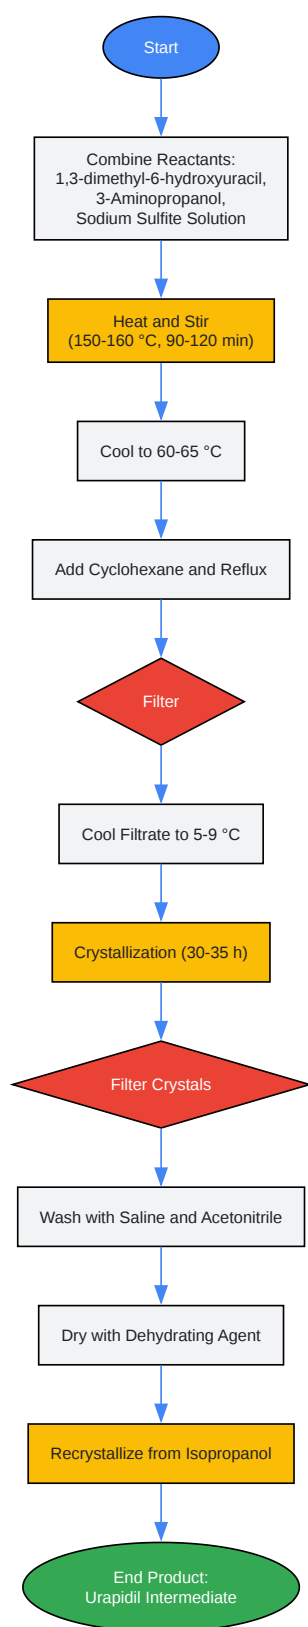 Start
Combine Reactants:
1,3-dimethyl-6-hydroxyuracil,
3-Aminopropanol,
Sodium Sulfite Solution
Heat and Stir
(150-160 °C, 90-120 min)
Cool to 60-65 °C
Add Cyclohexane and Reflux
Filter
Cool Filtrate to 5-9 °C
Crystallization (30-35 h)
Filter Crystals
Wash with Saline and Acetonitrile
Dry with Dehydrating Agent
Recrystallize from Isopropanol
End Product:
Urapidil Intermediate